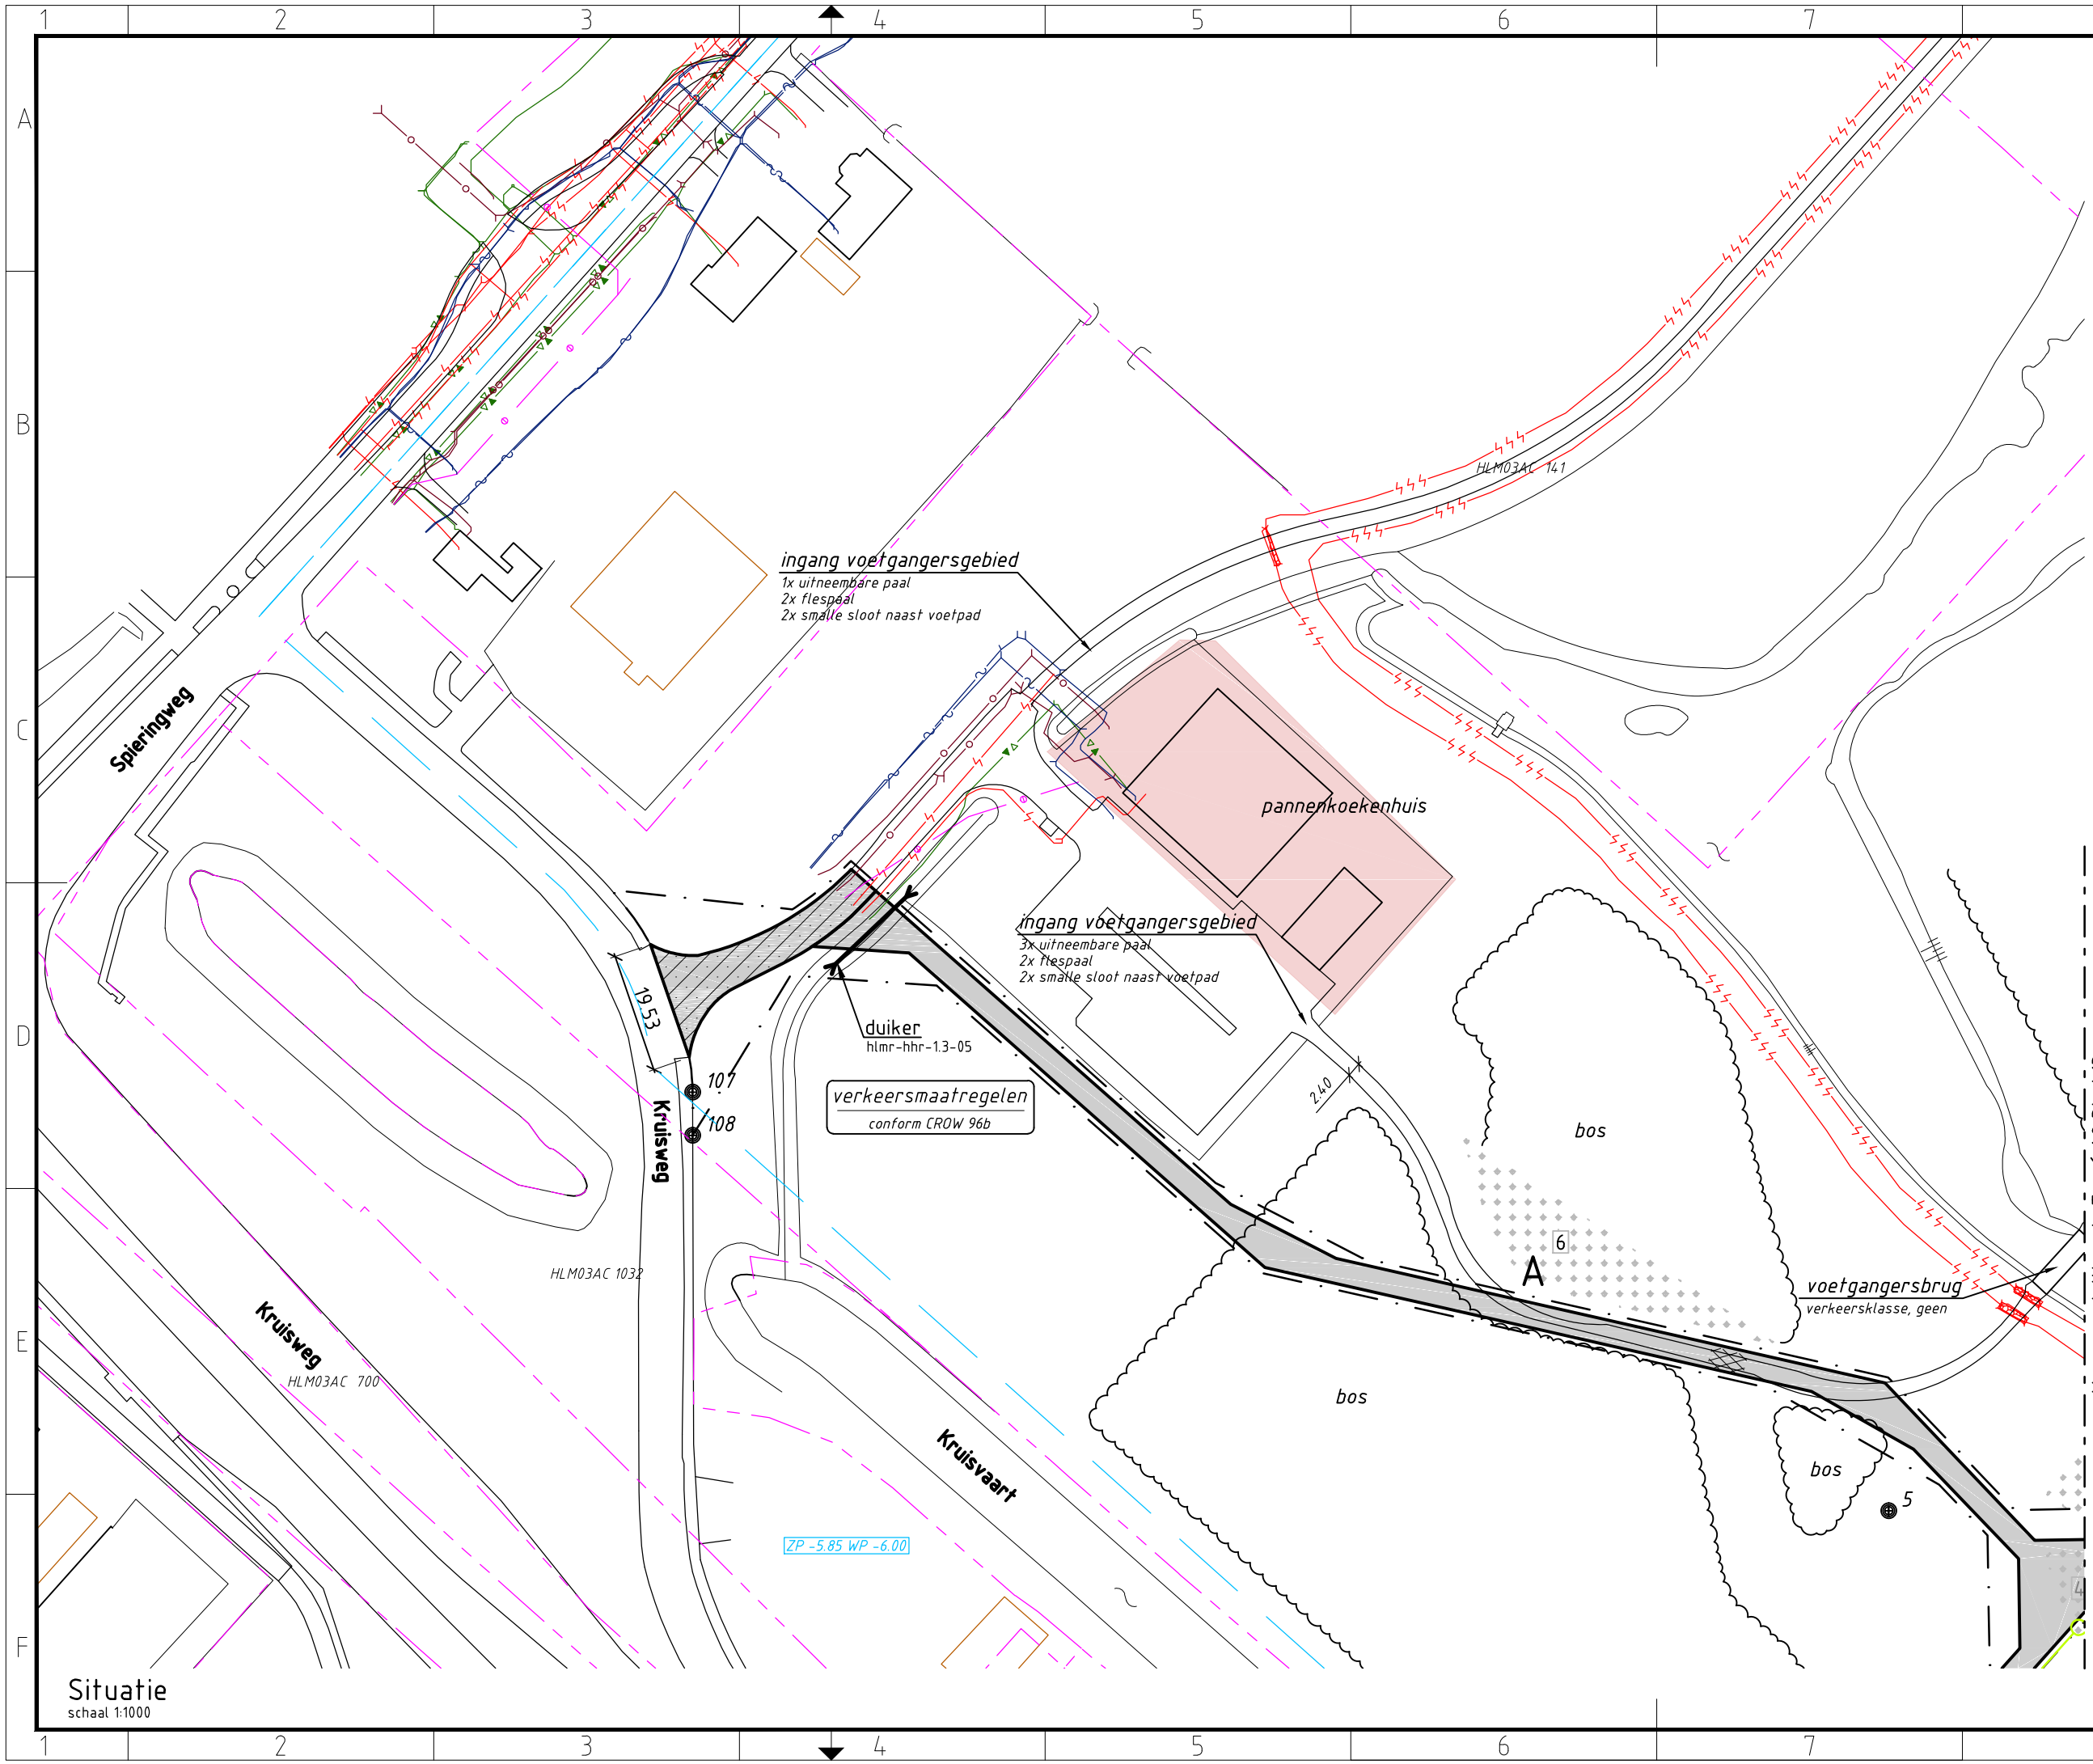 1 2 3 4 5 6 7
A
B
C
D
E
F
HLM03AC 141
ingang voetgangersgebied
1x uitneembare paal
2x flespaal
2x smalle sloot naast voetpad
Spieringweg
pannenkoekenhuis
ingang voetgangersgebied
3x uitneembare paal
2x flespaal
2x smalle sloot naast voetpad
19.53
duiker
hlmr-hhr-1.3-05
107
108
2.40
verkeersmaatregelen
conform CROW 96b
Kruisweg
bos
6
A
HLM03AC 1032
voetgangersbrug
verkeersklasse, geen
Kruisweg
HLM03AC 700
bos
Kruisvaart
bos
5
ZP -5.85 WP -6.00
4
Situatie
schaal 1:1000
1 2 3 4 5 6 7